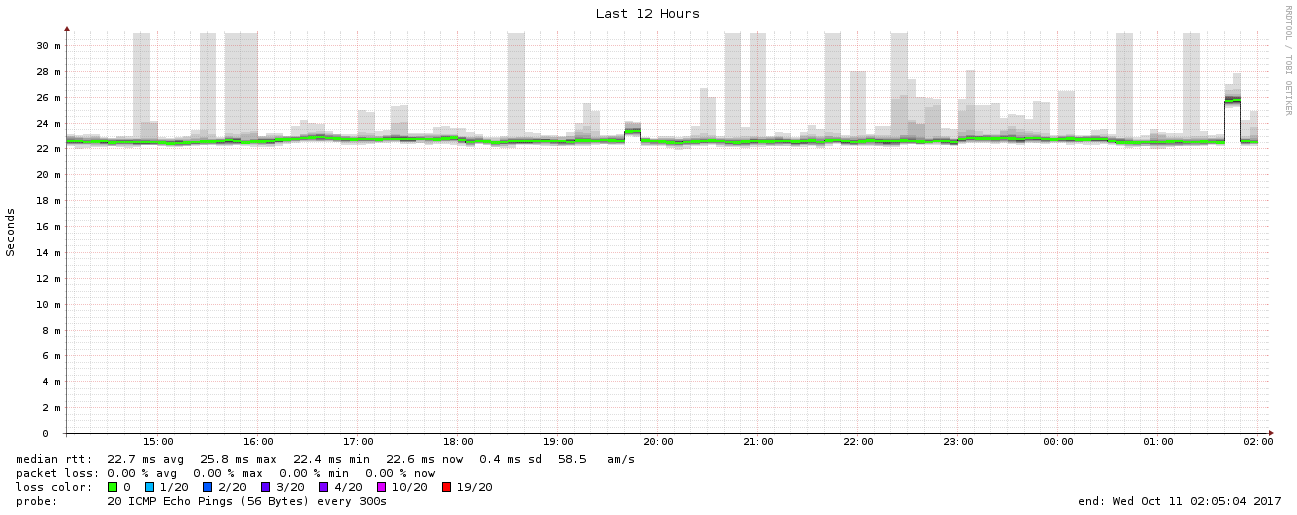 Last 12 Hours
RRDTOOL / TOBI OETIKER
30 m
28 m
26 m
24 m
22 m
20 m
18 m
16 m
14 m
12 m
10 m
8 m
6 m
4 m
2 m
0
Seconds
15:00 16:00 17:00 18:00 19:00 20:00 21:00 22:00 23:00 00:00 01:00 02:00
median rtt: 22.7 ms avg 25.8 ms max 22.4 ms min 22.6 ms now 0.4 ms sd 58.5 am/s
packet loss: 0.00 % avg 0.00 % max 0.00 % min 0.00 % now
loss color: 0 1/20 2/20 3/20 4/20 10/20 19/20
probe: 20 ICMP Echo Pings (56 Bytes) every 300s end: Wed Oct 11 02:05:04 2017